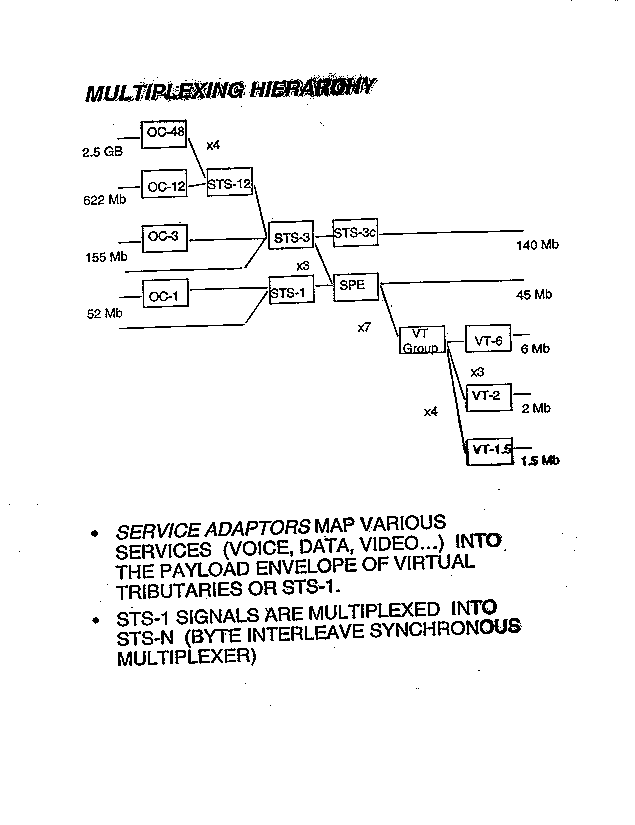 MULTIPLEXING HIERARCHY
OC-48
x4
2.5 GB
OC-12
STS-12
622 Mb
OC-3
STS-3
STS-3c
140 Mb
155 Mb
x3
OC-1
STS-1
SPE
45 Mb
52 Mb
x7
VT
Group
VT-6
6 Mb
x3
VT-2
x4
2 Mb
VT-1.5
1.5 Mb
• SERVICE ADAPTORS MAP VARIOUS
SERVICES (VOICE, DATA, VIDEO...) INTO
THE PAYLOAD ENVELOPE OF VIRTUAL
TRIBUTARIES OR STS-1.
• STS-1 SIGNALS ARE MULTIPLEXED INTO
STS-N (BYTE INTERLEAVE SYNCHRONOUS
MULTIPLEXER)